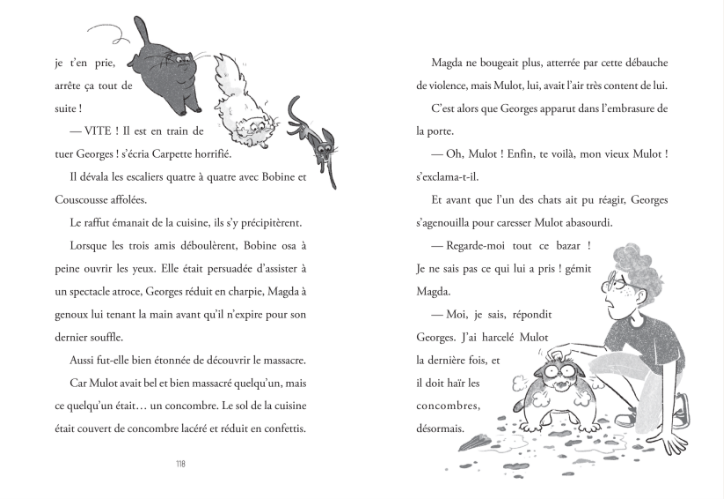 je t'en prie,
arrête ça tout de
suite !
— VITE ! Il est en train de
tuer Georges ! s'écria Carpette horrifié.
Il dévala les escaliers quatre à quatre avec Bobine et
Couscousse affolées.
Le raffut émanait de la cuisine, ils s'y précipitèrent.
Lorsque les trois amis déboulèrent, Bobine osa à
peine ouvrir les yeux. Elle était persuadée d'assister à
un spectacle atroce, Georges réduit en charpie, Magda à
genoux lui tenant la main avant qu'il n'expire pour son
dernier souffle.
Aussi fut-elle bien étonnée de découvrir le massacre.
Car Mulot avait bel et bien massacré quelqu'un, mais
ce quelqu'un était… un concombre. Le sol de la cuisine
était couvert de concombre lacéré et réduit en confettis.
118
Magda ne bougeait plus, atterrée par cette débauche
de violence, mais Mulot, lui, avait l'air très content de lui.
C'est alors que Georges apparut dans l'embrasure de
la porte.
— Oh, Mulot ! Enfin, te voilà, mon vieux Mulot !
s'exclama-t-il.
Et avant que l'un des chats ait pu réagir, Georges
s'agenouilla pour caresser Mulot abasourdi.
— Regarde-moi tout ce bazar !
Je ne sais pas ce qui lui a pris ! gémit
Magda.
— Moi, je sais, répondit
Georges. J'ai harcelé Mulot
la dernière fois, et
il doit haïr les
concombres,
désormais.